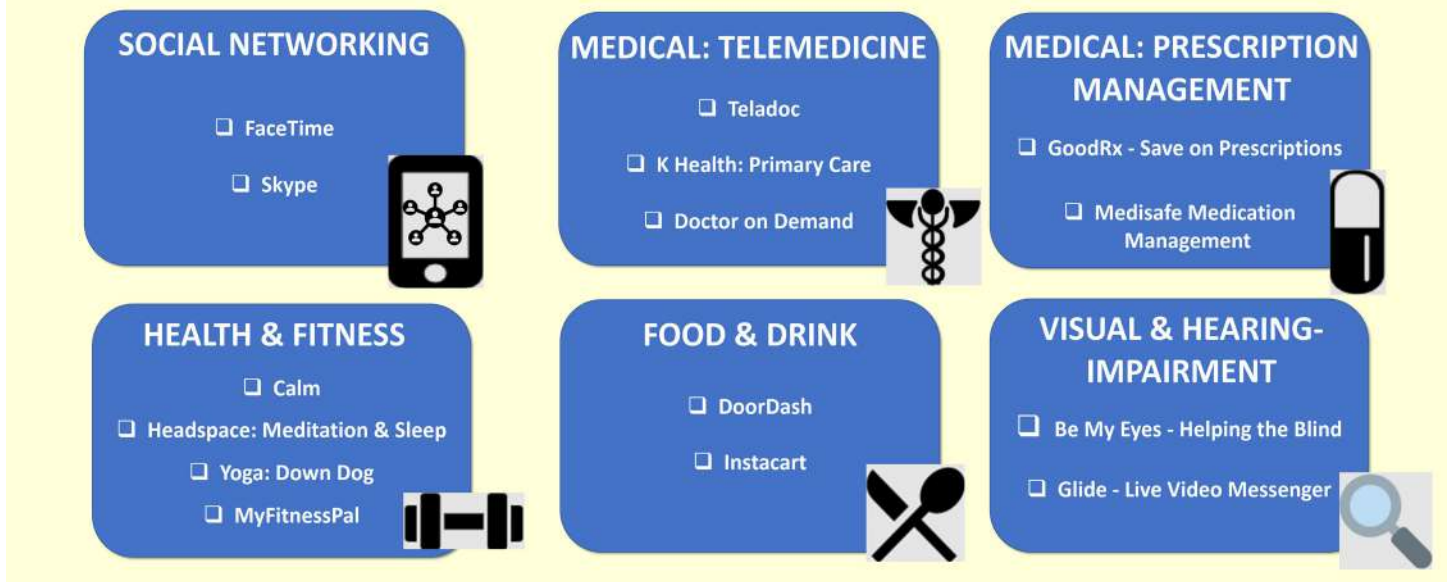 SOCIAL NETWORKING
❑ FaceTime
❑ Skype
MEDICAL: TELEMEDICINE
❑ Teladoc
❑ K Health: Primary Care
❑ Doctor on Demand
MEDICAL: PRESCRIPTION
MANAGEMENT
❑ GoodRx - Save on Prescriptions
❑ Medisafe Medication
Management
HEALTH & FITNESS
❑ Calm
❑ Headspace: Meditation & Sleep
❑ Yoga: Down Dog
❑ MyFitnessPal
FOOD & DRINK
❑ DoorDash
❑ Instacart
VISUAL & HEARING-
IMPAIRMENT
❑ Be My Eyes - Helping the Blind
❑ Glide - Live Video Messenger